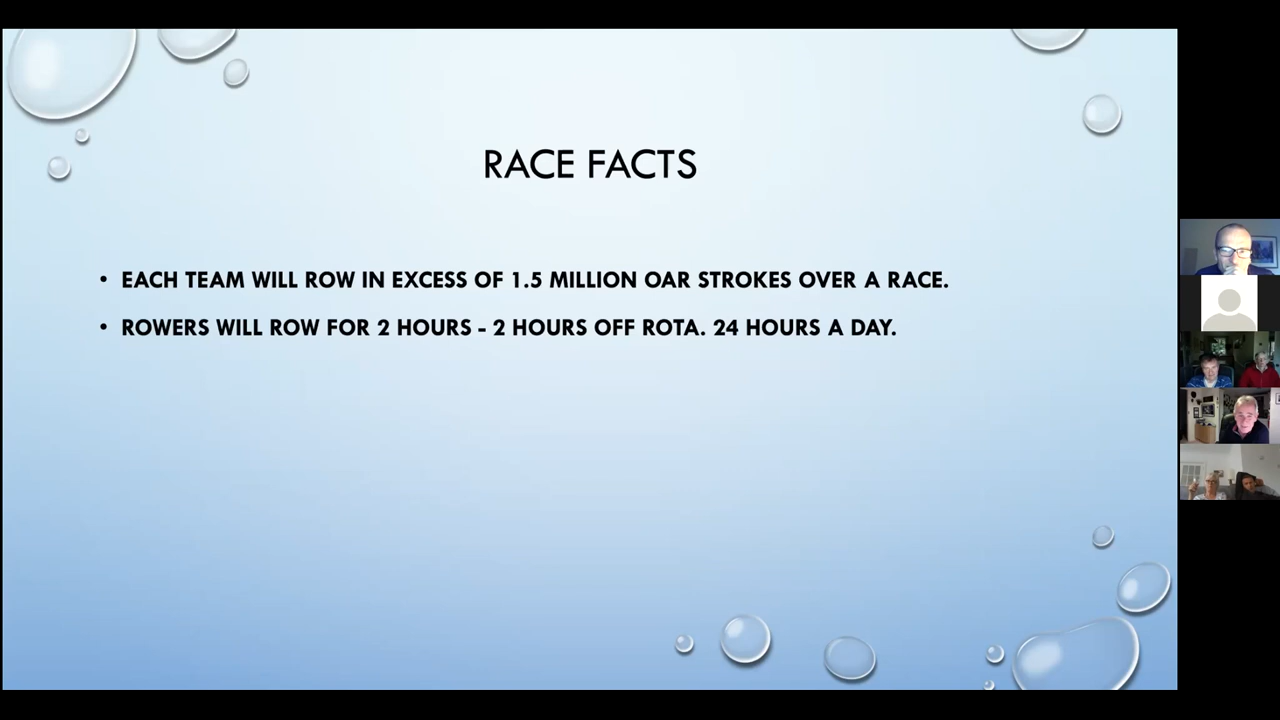 RACE FACTS
• EACH TEAM WILL ROW IN EXCESS OF 1.5 MILLION OAR STROKES OVER A RACE.
• ROWERS WILL ROW FOR 2 HOURS - 2 HOURS OFF ROTA. 24 HOURS A DAY.